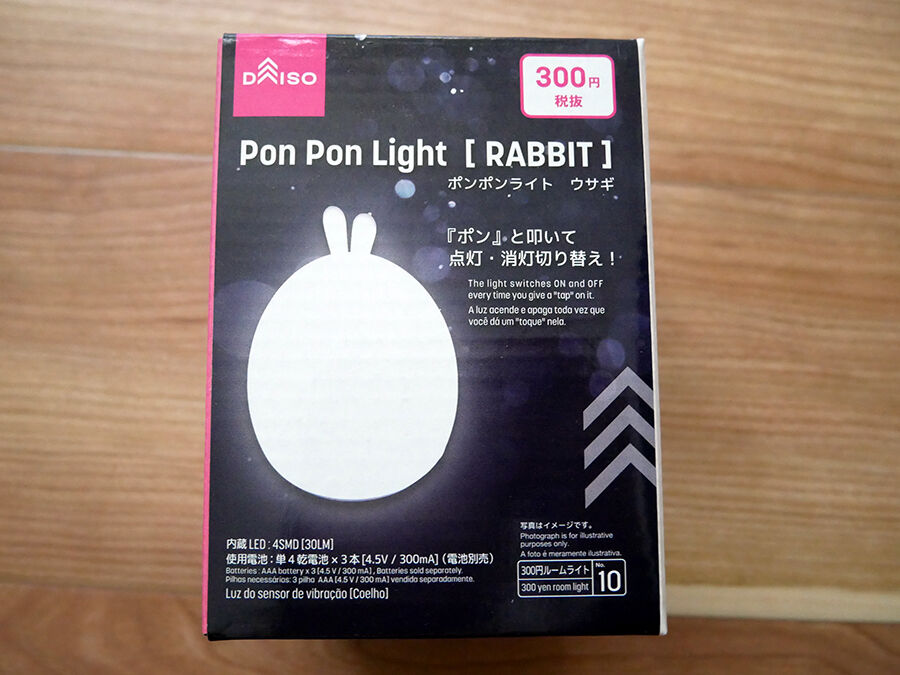 DAISO
300円
税抜
Pon Pon Light [ RABBIT ]
ポンポンライト ウサギ
『ポン』と叩いて
点灯・消灯切り替え！
The light switches ON and OFF
every time you give a "tap" on it.
A luz acende e apaga toda vez que
você dá um "toque" nela.
内蔵LED : 4SMD [30LM]
使用電池 : 単4乾電池×3本 [4.5V / 300mA]（電池別売）
Batteries : AAA battery x 3 [4.5 V / 300 mA] , Batteries sold separately.
Pilhas necessárias: 3 pilha AAA [4.5 V / 300 mA] vendida separadamente.
Luz do sensor de vibração [Coelho]
写真はイメージです。
Photograph is for illustrative
purposes only.
A foto é meramente ilustrativa.
300円ルームライト
300 yen room light
No.
10